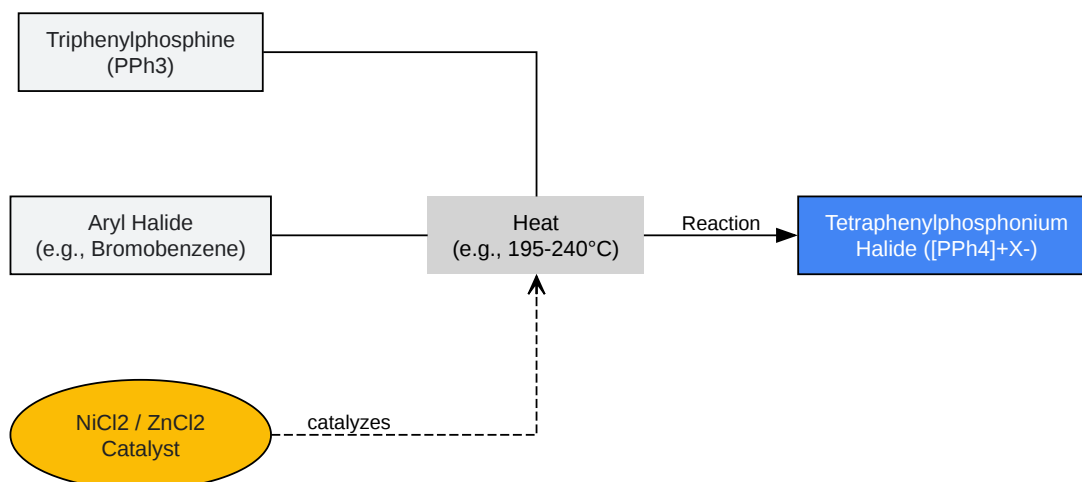 Triphenylphosphine
(PPh3)
Aryl Halide
(e.g., Bromobenzene)
Heat
(e.g., 195-240°C)
Reaction
Tetraphenylphosphonium
Halide ([PPh4]+X-)
NiCl2 / ZnCl2
Catalyst
catalyzes